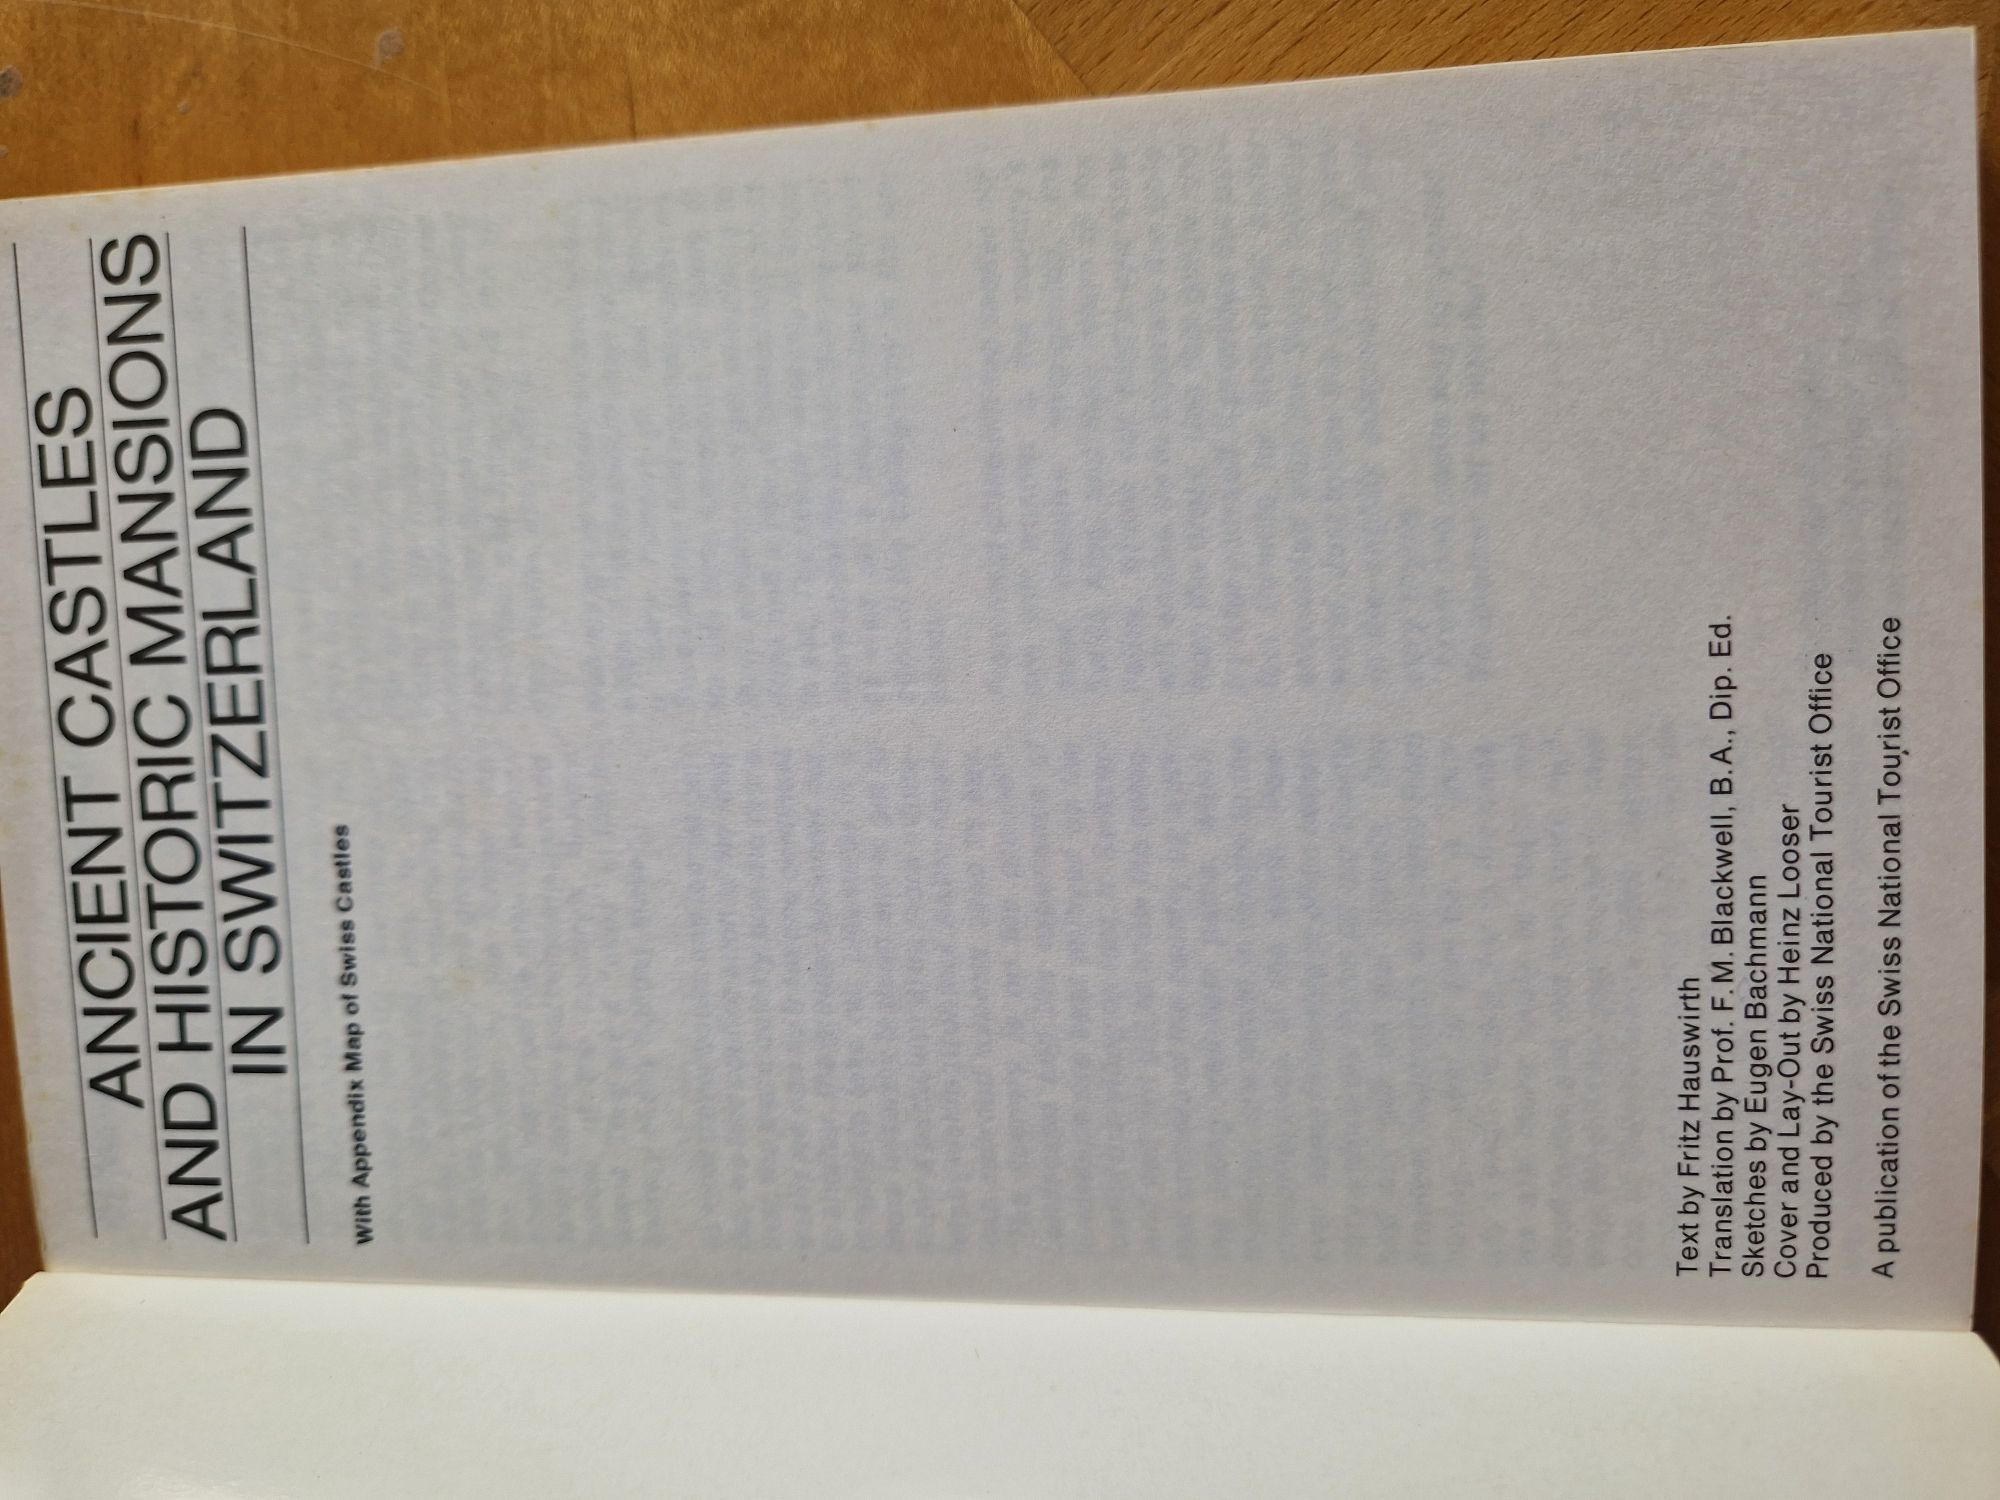 ANCIENT CASTLES
AND HISTORIC MANSIONS
IN SWITZERLAND
With Appendix Map of Swiss Castles
Text by Fritz Hauswirth
Translation by Prof. F. M. Blackwell, B. A., Dip. Ed.
Sketches by Eugen Bachmann
Cover and Lay-Out by Heinz Looser
Produced by the Swiss National Tourist Office
A publication of the Swiss National Tourist Office